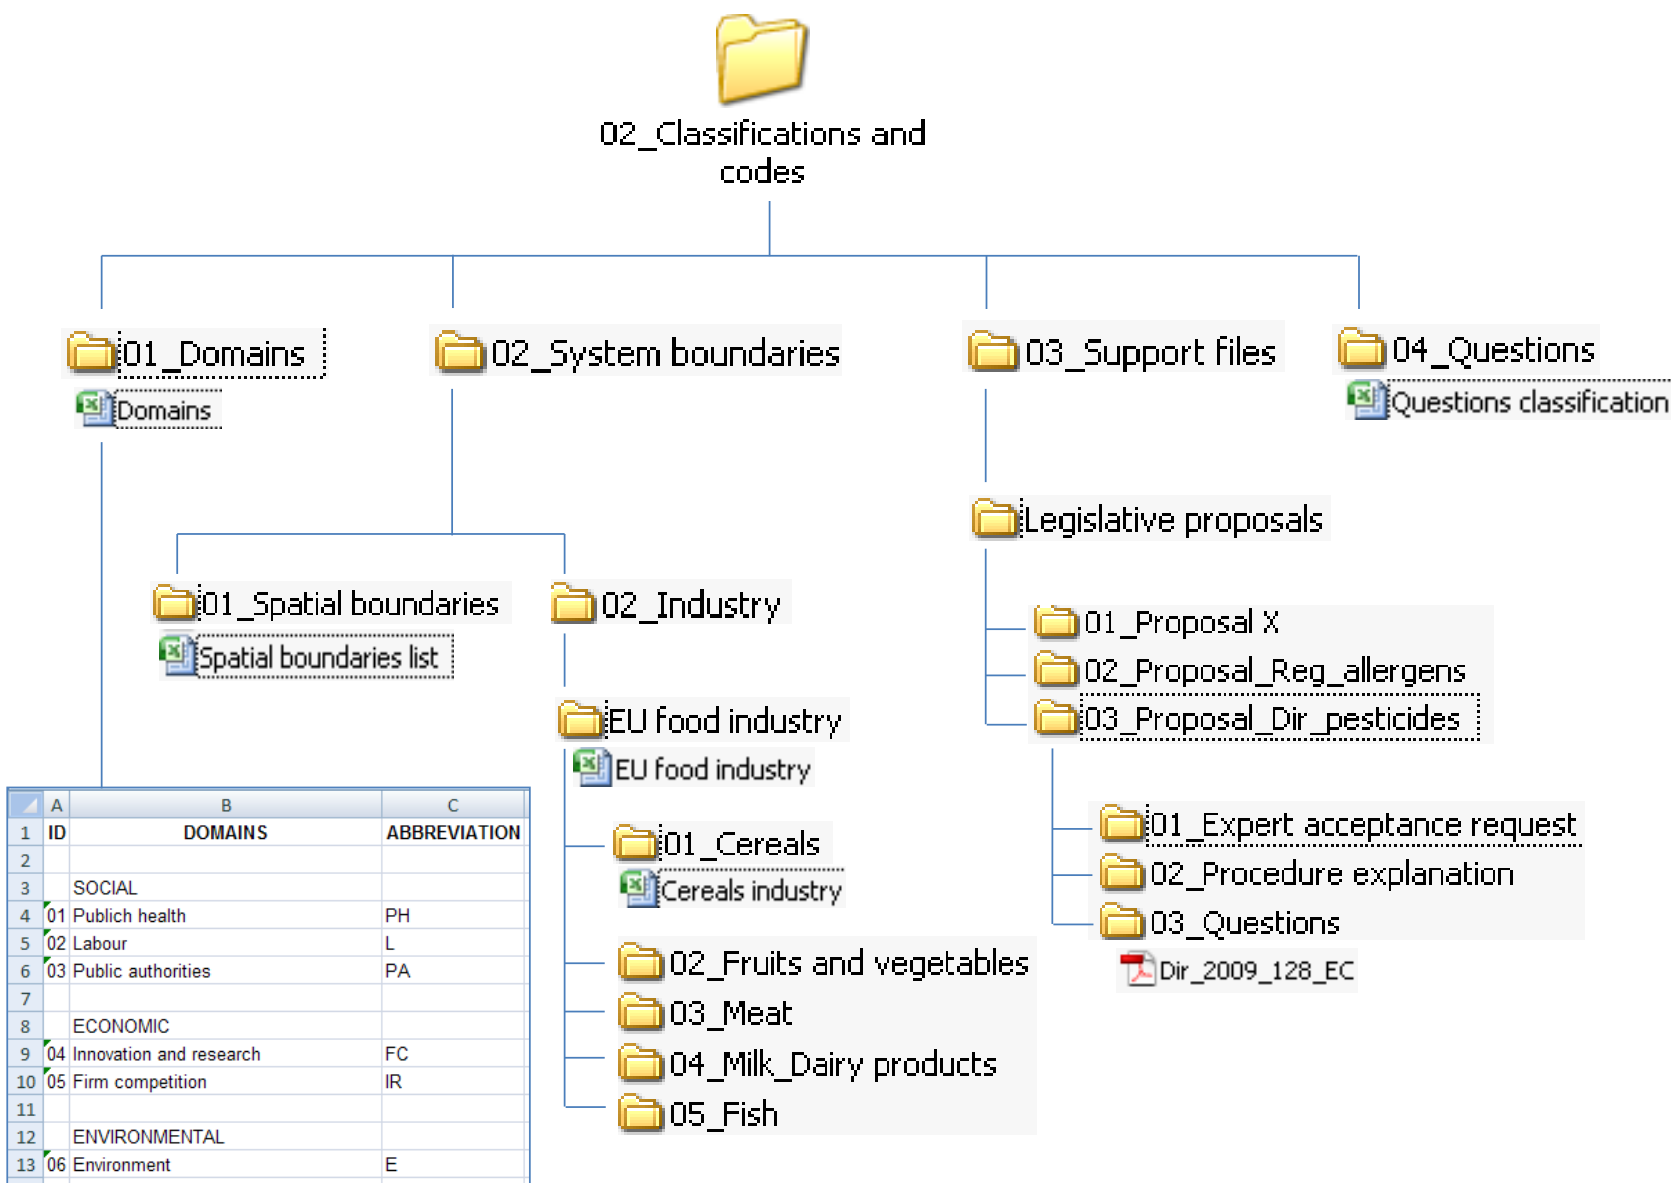 02_Classifications and
codes
01_Domains
Domains
02_System boundaries
03_Support files
04_Questions
Questions classification
Legislative proposals
01_Spatial boundaries
Spatial boundaries list
02_Industry
01_Proposal X
02_Proposal_Reg_allergens
03_Proposal_Dir_pesticides
EU food industry
EU food industry
01_Cereals
Cereals industry
02_Fruits and vegetables
03_Meat
04_Milk_Dairy products
05_Fish
01_Expert acceptance request
02_Procedure explanation
03_Questions
Dir_2009_128_EC
A B C
1 ID DOMAINS ABBREVIATION
2
3 SOCIAL
4 01 Publich health PH
5 02 Labour L
6 03 Public authorities PA
7
8 ECONOMIC
9 04 Innovation and research FC
10 05 Firm competition IR
11
12 ENVIRONMENTAL
13 06 Environment E